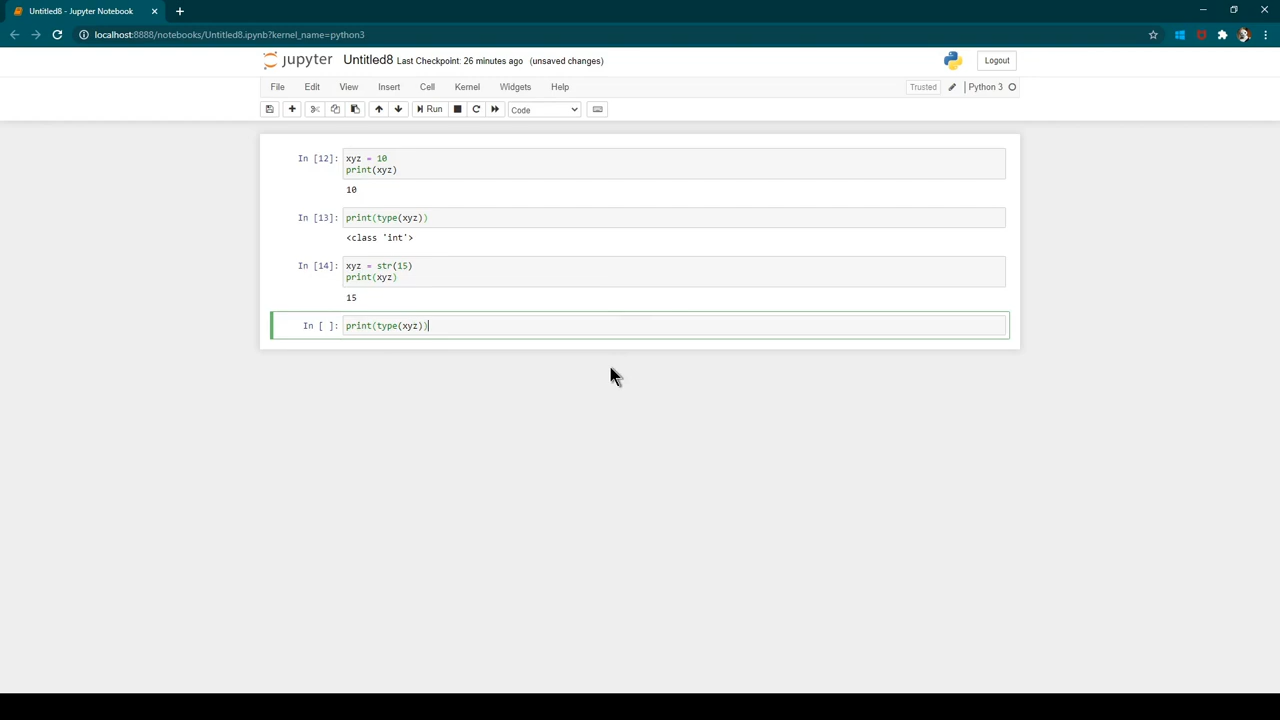 Untitled8 - Jupyter Notebook
localhost:8888/notebooks/Untitled8.ipynb?kernel_name=python3
jupyter Untitled8 Last Checkpoint: 26 minutes ago (unsaved changes) Logout
File Edit View Insert Cell Kernel Widgets Help Trusted Python 3
Run Code
In [12]: xyz = 10
print(xyz)
10
In [13]: print(type(xyz))
<class 'int'>
In [14]: xyz = str(15)
print(xyz)
15
In [ ]: print(type(xyz))